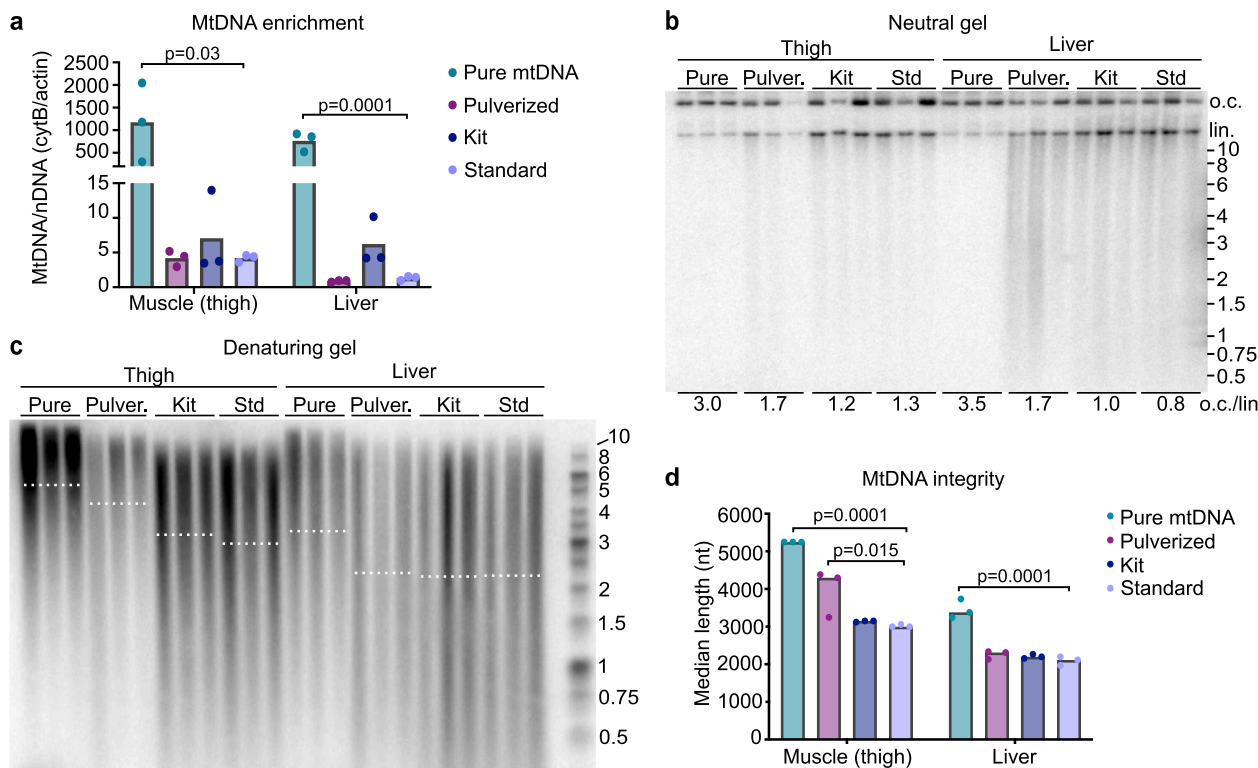 a
MtDNA enrichment
MtDNA/nDNA (cytB/actin)
2500
2000
1500
1000
500
15
10
5
0
p=0.03
p=0.0001
Muscle (thigh)
Liver
Pure mtDNA
Pulverized
Kit
Standard
b
Neutral gel
Thigh
Liver
Pure
Pulver.
Kit
Std
Pure
Pulver.
Kit
Std
o.c.
lin.
10
8
6
4
3
2
1.5
1
0.75
0.5
3.0
1.7
1.2
1.3
3.5
1.7
1.0
0.8
o.c./lin
c
Denaturing gel
Thigh
Liver
Pure
Pulver.
Kit
Std
Pure
Pulver.
Kit
Std
10
8
6
5
4
3
2
1.5
1
0.75
0.5
d
MtDNA integrity
Median length (nt)
6000
5000
4000
3000
2000
1000
0
p=0.0001
p=0.015
p=0.0001
Muscle (thigh)
Liver
Pure mtDNA
Pulverized
Kit
Standard